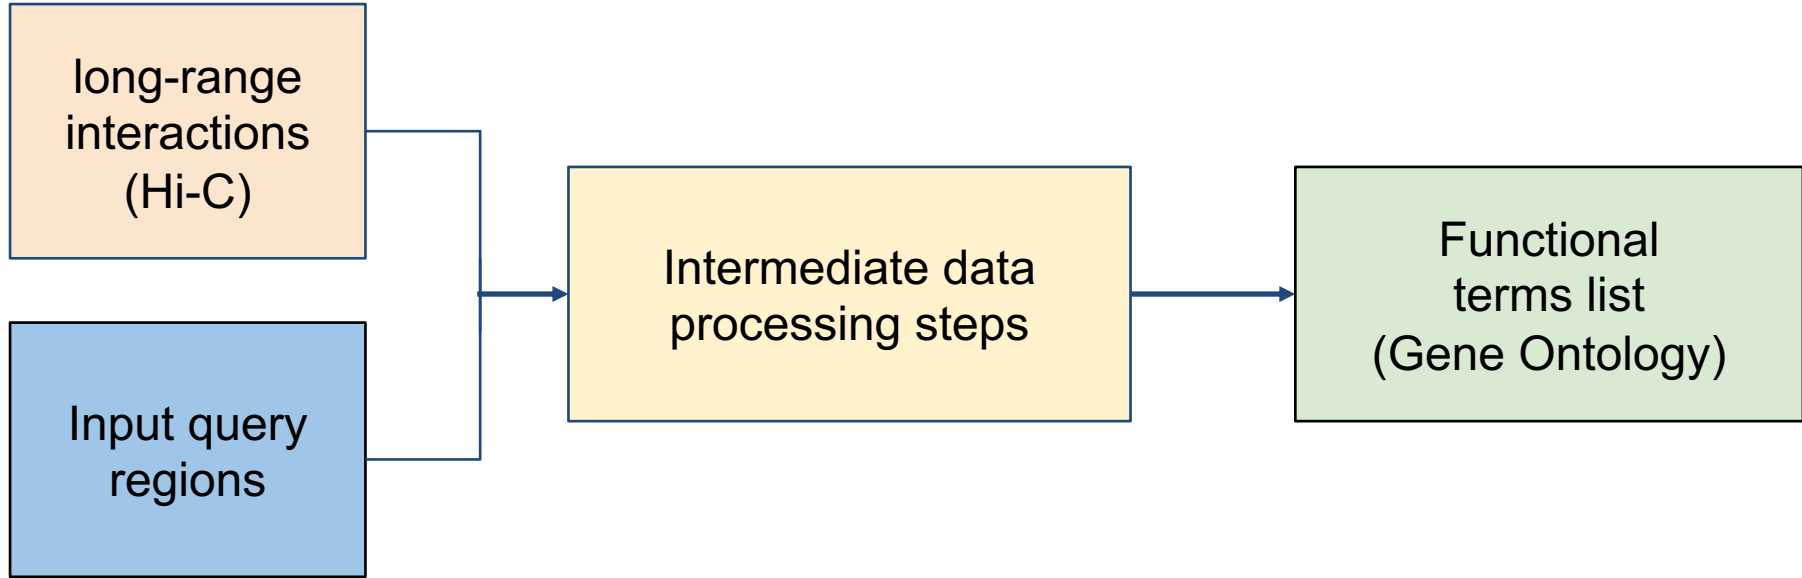 long-range
interactions
(Hi-C)
Input query
regions
Intermediate data
processing steps
Functional
terms list
(Gene Ontology)